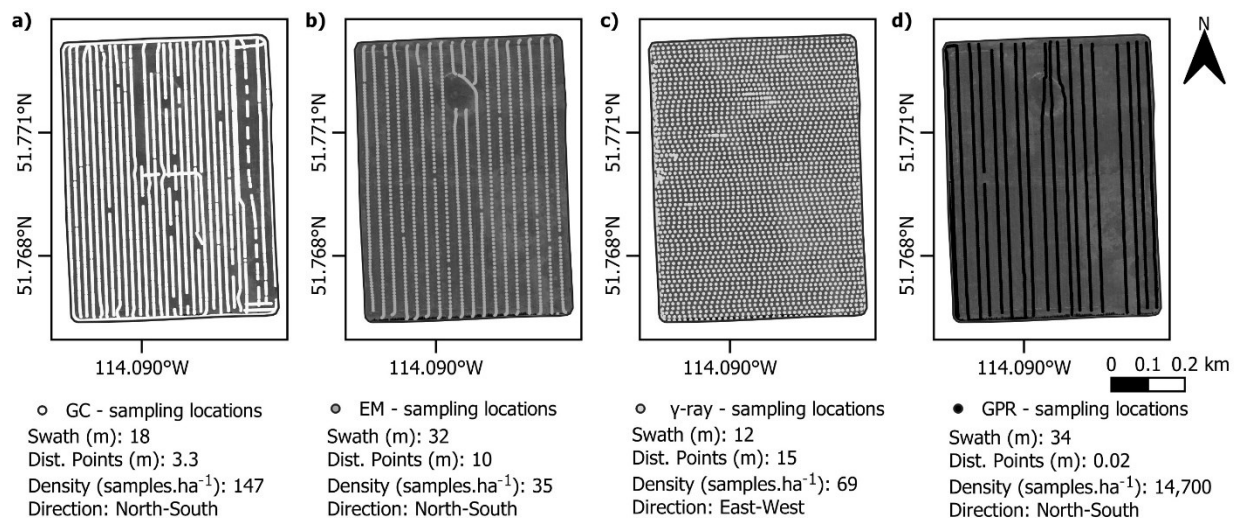 a)
b)
c)
d)
N
51.771°N
51.768°N
114.090°W
51.771°N
51.768°N
114.090°W
51.771°N
51.768°N
114.090°W
51.771°N
51.768°N
114.090°W
0 0.1 0.2 km
GC - sampling locations
Swath (m): 18
Dist. Points (m): 3.3
Density (samples.ha⁻¹): 147
Direction: North-South
EM - sampling locations
Swath (m): 32
Dist. Points (m): 10
Density (samples.ha⁻¹): 35
Direction: North-South
γ-ray - sampling locations
Swath (m): 12
Dist. Points (m): 15
Density (samples.ha⁻¹): 69
Direction: East-West
GPR - sampling locations
Swath (m): 34
Dist. Points (m): 0.02
Density (samples.ha⁻¹): 14,700
Direction: North-South